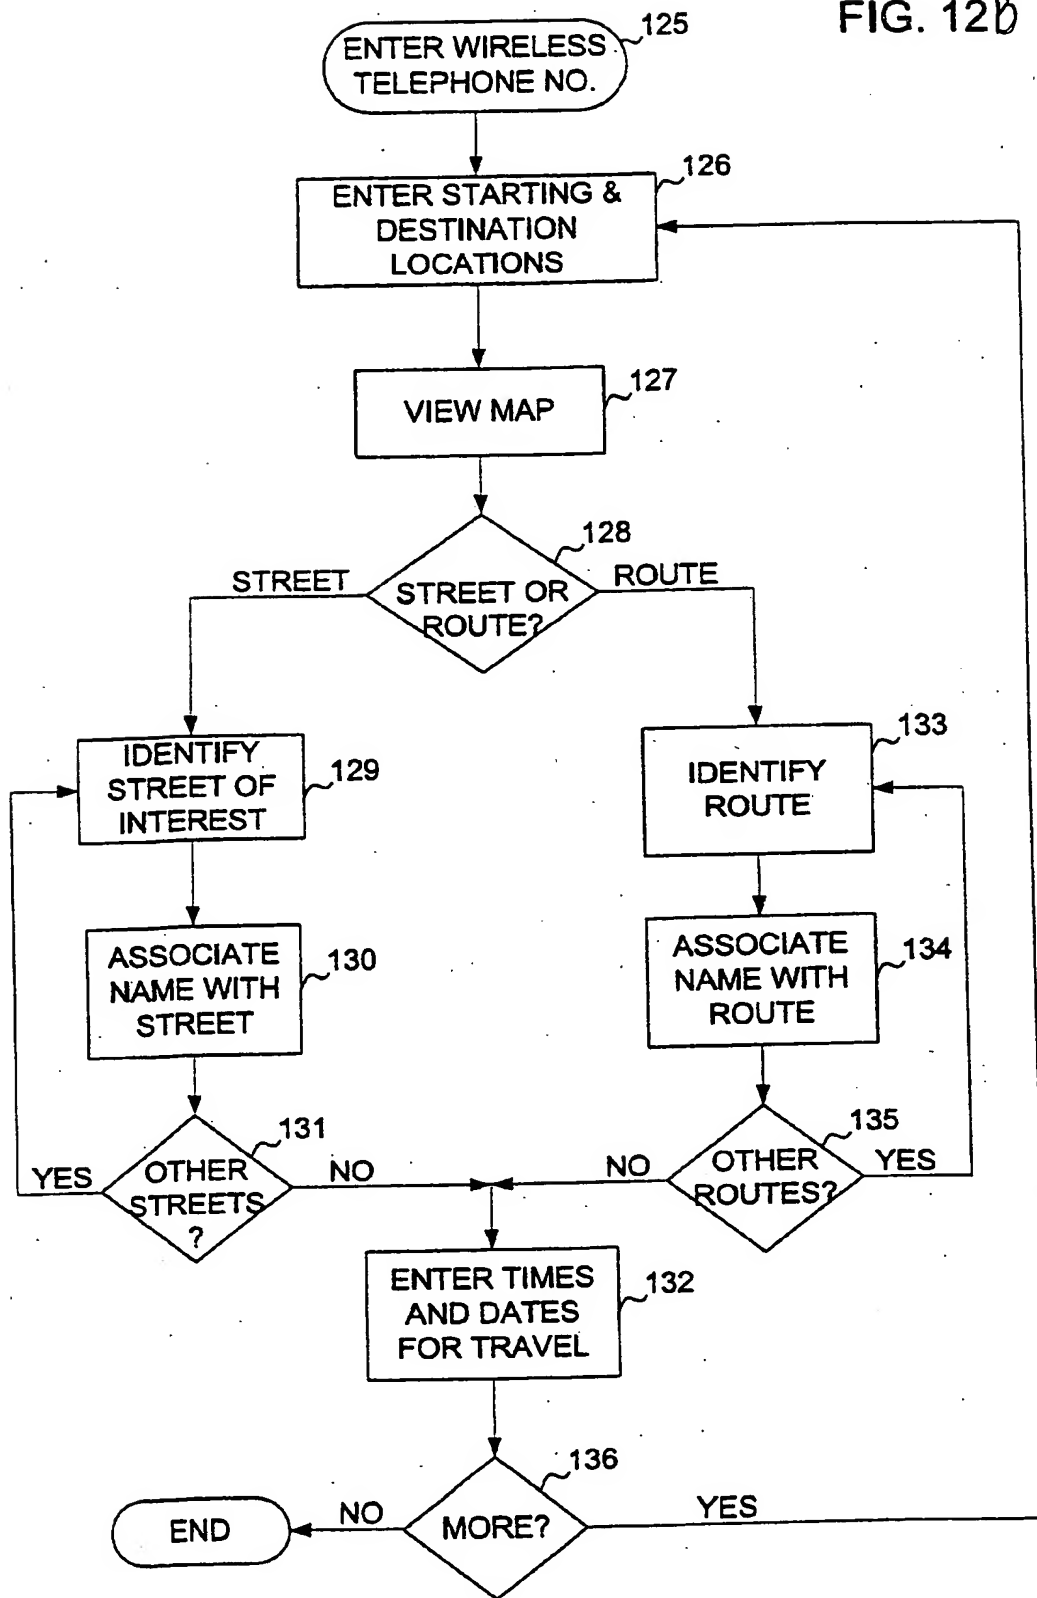 FIG. 12b
ENTER WIRELESS
TELEPHONE NO.
125
ENTER STARTING &
DESTINATION
LOCATIONS
126
VIEW MAP
127
STREET OR
ROUTE?
128
STREET
ROUTE
IDENTIFY
STREET OF
INTEREST
129
IDENTIFY
ROUTE
133
ASSOCIATE
NAME WITH
STREET
130
ASSOCIATE
NAME WITH
ROUTE
134
OTHER
STREETS
?
131
YES
NO
OTHER
ROUTES?
135
NO
YES
ENTER TIMES
AND DATES
FOR TRAVEL
132
MORE?
136
NO
YES
END